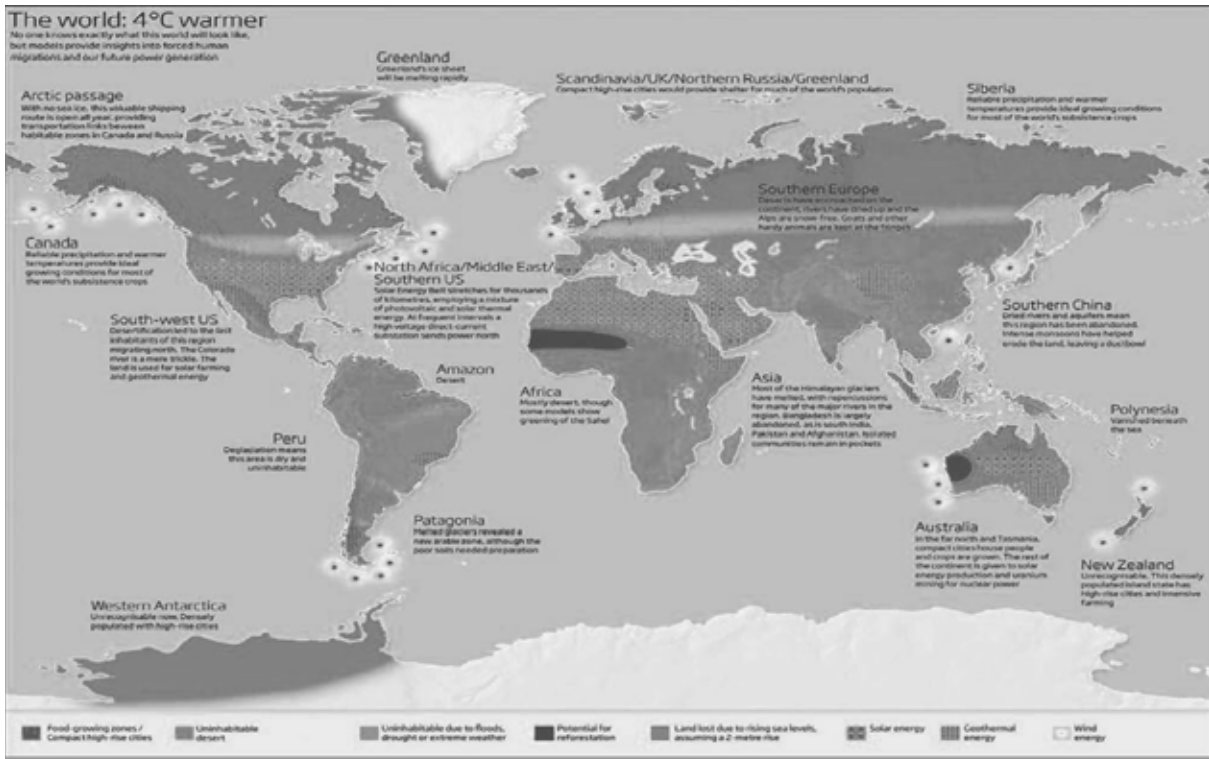 The world: 4°C warmer
No one knows exactly what this world will look like,
but models provide insights into forced human
migrations and our future power generation
Greenland
Greenland's ice sheet
will be melting rapidly
Scandinavia/UK/Northern Russia/Greenland
Compact high-rise cities would provide shelter for much of the world's population
Siberia
Reliable precipitation and warmer
temperatures provide ideal growing conditions
for most of the world's subsistence crops
Arctic passage
With no sea ice, this valuable shipping
route is open all year, providing
transportation links between
habitable zones in Canada and Russia
Southern Europe
Deserts have encroached on the
continent, rivers have dried up and the
Alps are snow-free. Goats and other
hardy animals are kept at the fringes
Canada
Reliable precipitation and warmer
temperatures provide ideal
growing conditions for most of
the world's subsistence crops
North Africa/Middle East/
Southern US
Solar Energy Belt stretches for thousands
of kilometres, employing a mixture
of photovoltaic and solar thermal
energy. At frequent intervals a
high-voltage direct-current
substation sends power north
Southern China
Dried rivers and aquifers mean
this region has been abandoned.
Intense monsoons have helped
erode the land, leaving a dustbowl
South-west US
Desertification led to the last
inhabitants of this region
migrating north. The Colorado
river is a mere trickle. The
land is used for solar farming
and geothermal energy
Amazon
Desert
Africa
Mostly desert, though
some models show
greening of the Sahel
Asia
Most of the Himalayan glaciers
have melted, with repercussions
for many of the major rivers in the
region. Bangladesh is largely
abandoned, as is south India,
Pakistan and Afghanistan. Isolated
communities remain in pockets
Polynesia
Vanished beneath
the sea
Peru
Deglaciation means
this area is dry and
uninhabitable
Patagonia
Melted glaciers revealed a
new arable zone, although the
poor soils needed preparation
Australia
In the far north and Tasmania,
compact cities house people
and crops are grown. The rest of
the continent is given to solar
energy production and uranium
mining for nuclear power
New Zealand
Unrecognisable. This densely
populated island state has
high-rise cities and intensive
farming
Western Antarctica
Unrecognisable now. Densely
populated with high-rise cities
Food-growing zones /
Compact high-rise cities
Uninhabitable
desert
Uninhabitable due to floods,
drought or extreme weather
Potential for
reforestation
Land lost due to rising sea levels,
assuming a 2-metre rise
Solar energy
Geothermal
energy
Wind
energy